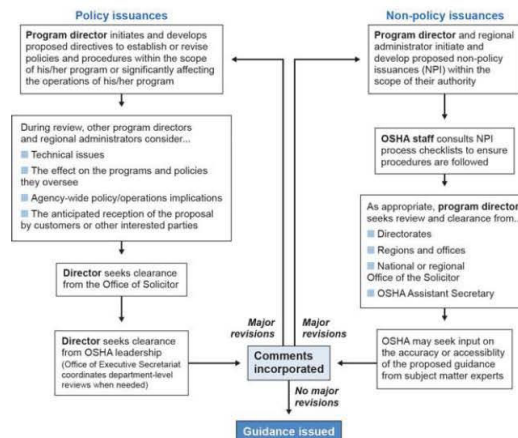 Policy issuances
Program director initiates and develops
proposed directives to establish or revise
policies and procedures within the scope
of his/her program or significantly affecting
the operations of his/her program
During review, other program directors
and regional administrators consider...
Technical issues
The effect on the programs and policies
they oversee
Agency-wide policy/operations implications
The anticipated reception of the proposal
by customers or other interested parties
Director seeks clearance
from the Office of Solicitor
Director seeks clearance
from OSHA leadership
(Office of Executive Secretariat
coordinates department-level
reviews when needed)
Non-policy issuances
Program director and regional
administrator initiate and
develop proposed non-policy
issuances (NPI) within the
scope of their authority
OSHA staff consults NPI
process checklists to ensure
procedures are followed
As appropriate, program director
seeks review and clearance from...
Directorates
Regions and offices
National or regional
Office of the Solicitor
OSHA Assistant Secretary
OSHA may seek input on
the accuracy or accessiblity
of the proposed guidance
from subject matter experts
Major
revisions
Major
revisions
Comments
incorporated
No major
revisions
Guidance issued